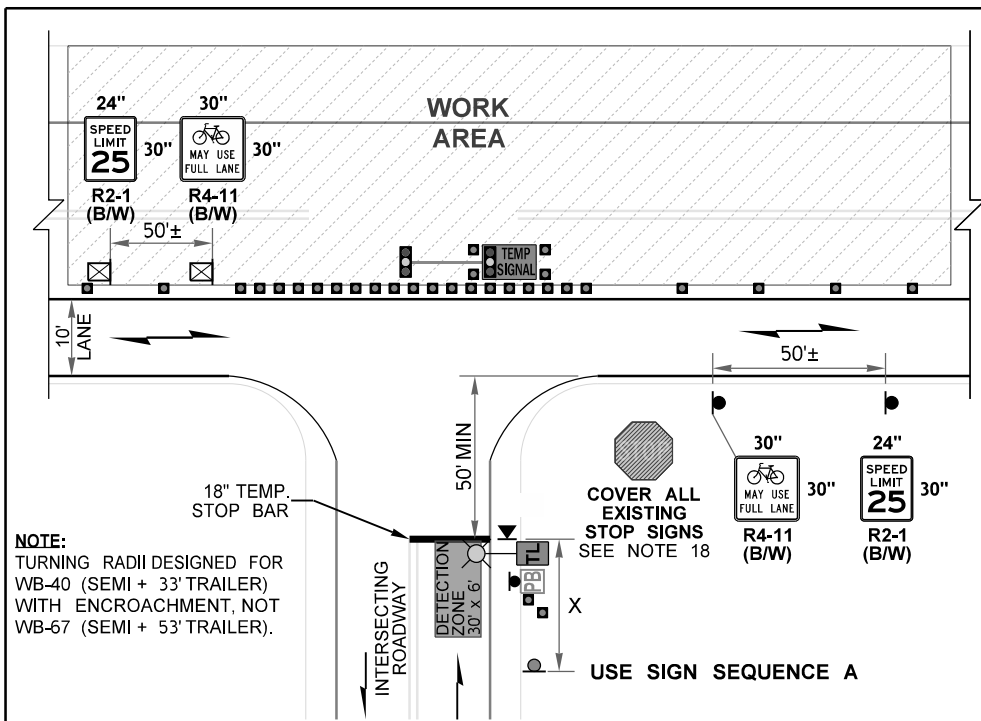 WORK
AREA
24"
SPEED
LIMIT
25
30"
R2-1
(B/W)
30"
MAY USE
FULL LANE
30"
R4-11
(B/W)
50'±
TEMP
SIGNAL
10'
LANE
50'±
50' MIN
STOP
COVER ALL
EXISTING
STOP SIGNS
SEE NOTE 18
30"
MAY USE
FULL LANE
30"
R4-11
(B/W)
24"
SPEED
LIMIT
25
30"
R2-1
(B/W)
18" TEMP.
STOP BAR
NOTE:
TURNING RADII DESIGNED FOR
WB-40 (SEMI + 33' TRAILER)
WITH ENCROACHMENT, NOT
WB-67 (SEMI + 53' TRAILER).
INTERSECTING
ROADWAY
DETECTION
ZONE
30' x 6'
TL
PB
X
USE SIGN SEQUENCE A